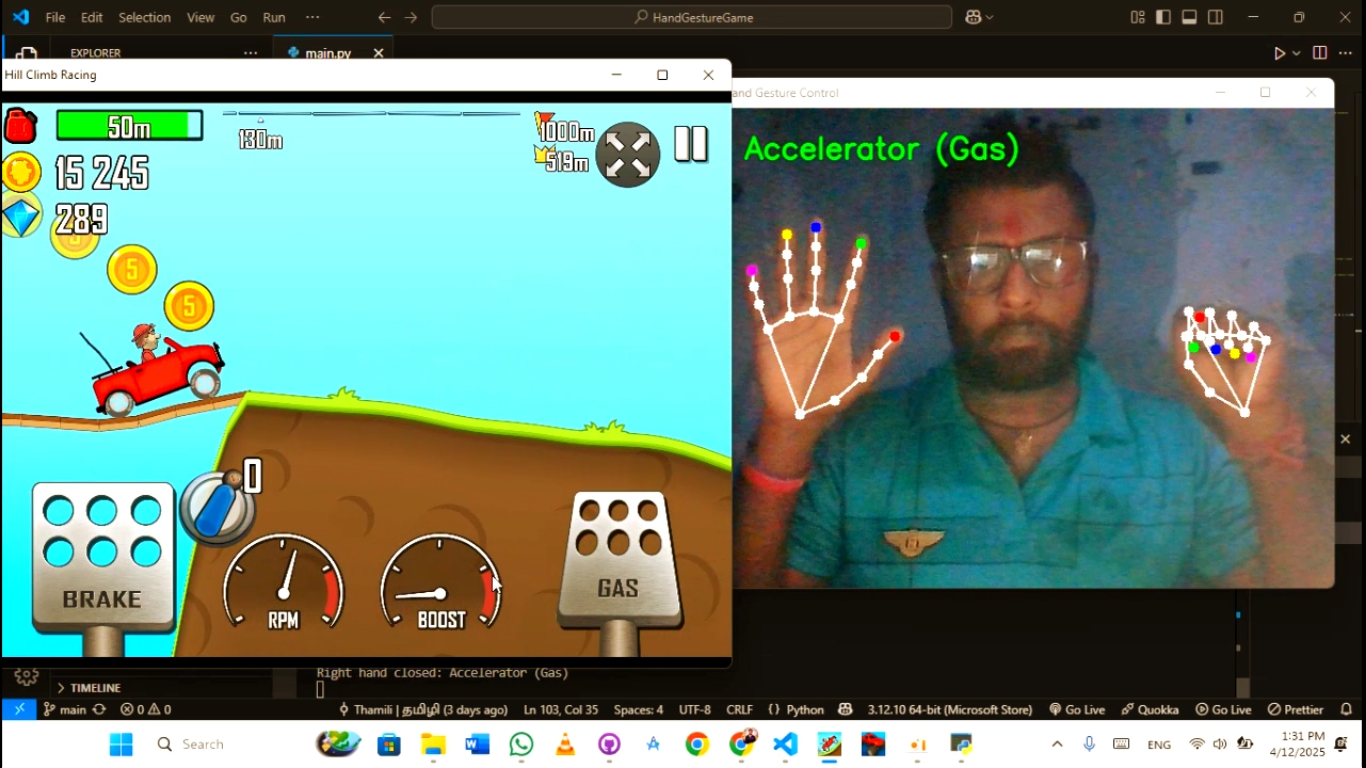 File Edit Selection View Go Run ···
HandGestureGame
EXPLORER ···
main.py
Hill Climb Racing
and Gesture Control
50m
130m
1000m
519m
15 245
289
5
5
5
Accelerator (Gas)
0
BRAKE
RPM
BOOST
GAS
Right hand closed: Accelerator (Gas)
TIMELINE
main
0 0
Thamili | தமிழி (3 days ago)
Ln 103, Col 35
Spaces: 4
UTF-8
CRLF
{ } Python
3.12.10 64-bit (Microsoft Store)
Go Live
Quokka
Go Live
Prettier
Search
ENG
1:31 PM
4/12/2025